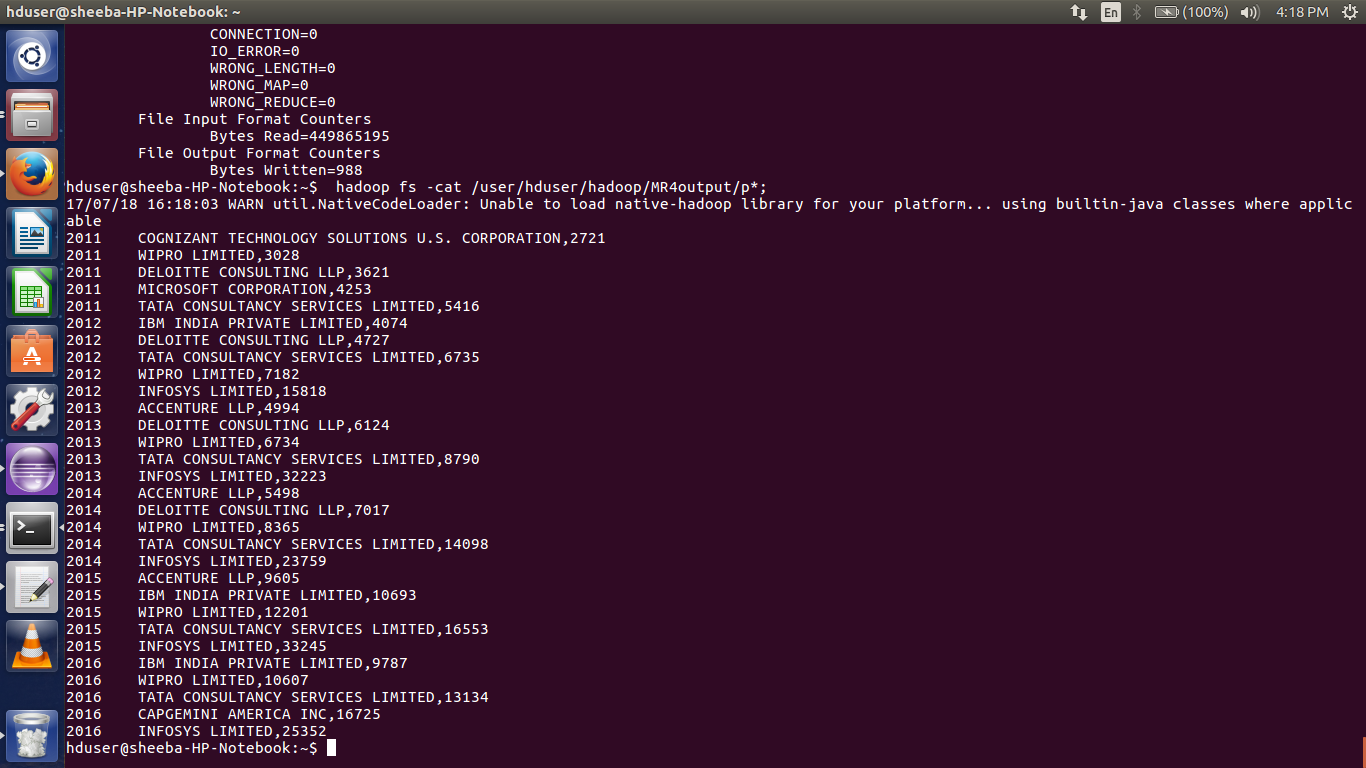 hduser@sheeba-HP-Notebook: ~
En
(100%)
4:18 PM
CONNECTION=0
IO_ERROR=0
WRONG_LENGTH=0
WRONG_MAP=0
WRONG_REDUCE=0
File Input Format Counters
Bytes Read=449865195
File Output Format Counters
Bytes Written=988
hduser@sheeba-HP-Notebook:~$  hadoop fs -cat /user/hduser/hadoop/MR4output/p*;
17/07/18 16:18:03 WARN util.NativeCodeLoader: Unable to load native-hadoop library for your platform... using builtin-java classes where applic
able
2011    COGNIZANT TECHNOLOGY SOLUTIONS U.S. CORPORATION,2721
2011    WIPRO LIMITED,3028
2011    DELOITTE CONSULTING LLP,3621
2011    MICROSOFT CORPORATION,4253
2011    TATA CONSULTANCY SERVICES LIMITED,5416
2012    IBM INDIA PRIVATE LIMITED,4074
2012    DELOITTE CONSULTING LLP,4727
2012    TATA CONSULTANCY SERVICES LIMITED,6735
2012    WIPRO LIMITED,7182
2012    INFOSYS LIMITED,15818
2013    ACCENTURE LLP,4994
2013    DELOITTE CONSULTING LLP,6124
2013    WIPRO LIMITED,6734
2013    TATA CONSULTANCY SERVICES LIMITED,8790
2013    INFOSYS LIMITED,32223
2014    ACCENTURE LLP,5498
2014    DELOITTE CONSULTING LLP,7017
2014    WIPRO LIMITED,8365
2014    TATA CONSULTANCY SERVICES LIMITED,14098
2014    INFOSYS LIMITED,23759
2015    ACCENTURE LLP,9605
2015    IBM INDIA PRIVATE LIMITED,10693
2015    WIPRO LIMITED,12201
2015    TATA CONSULTANCY SERVICES LIMITED,16553
2015    INFOSYS LIMITED,33245
2016    IBM INDIA PRIVATE LIMITED,9787
2016    WIPRO LIMITED,10607
2016    TATA CONSULTANCY SERVICES LIMITED,13134
2016    CAPGEMINI AMERICA INC,16725
2016    INFOSYS LIMITED,25352
hduser@sheeba-HP-Notebook:~$